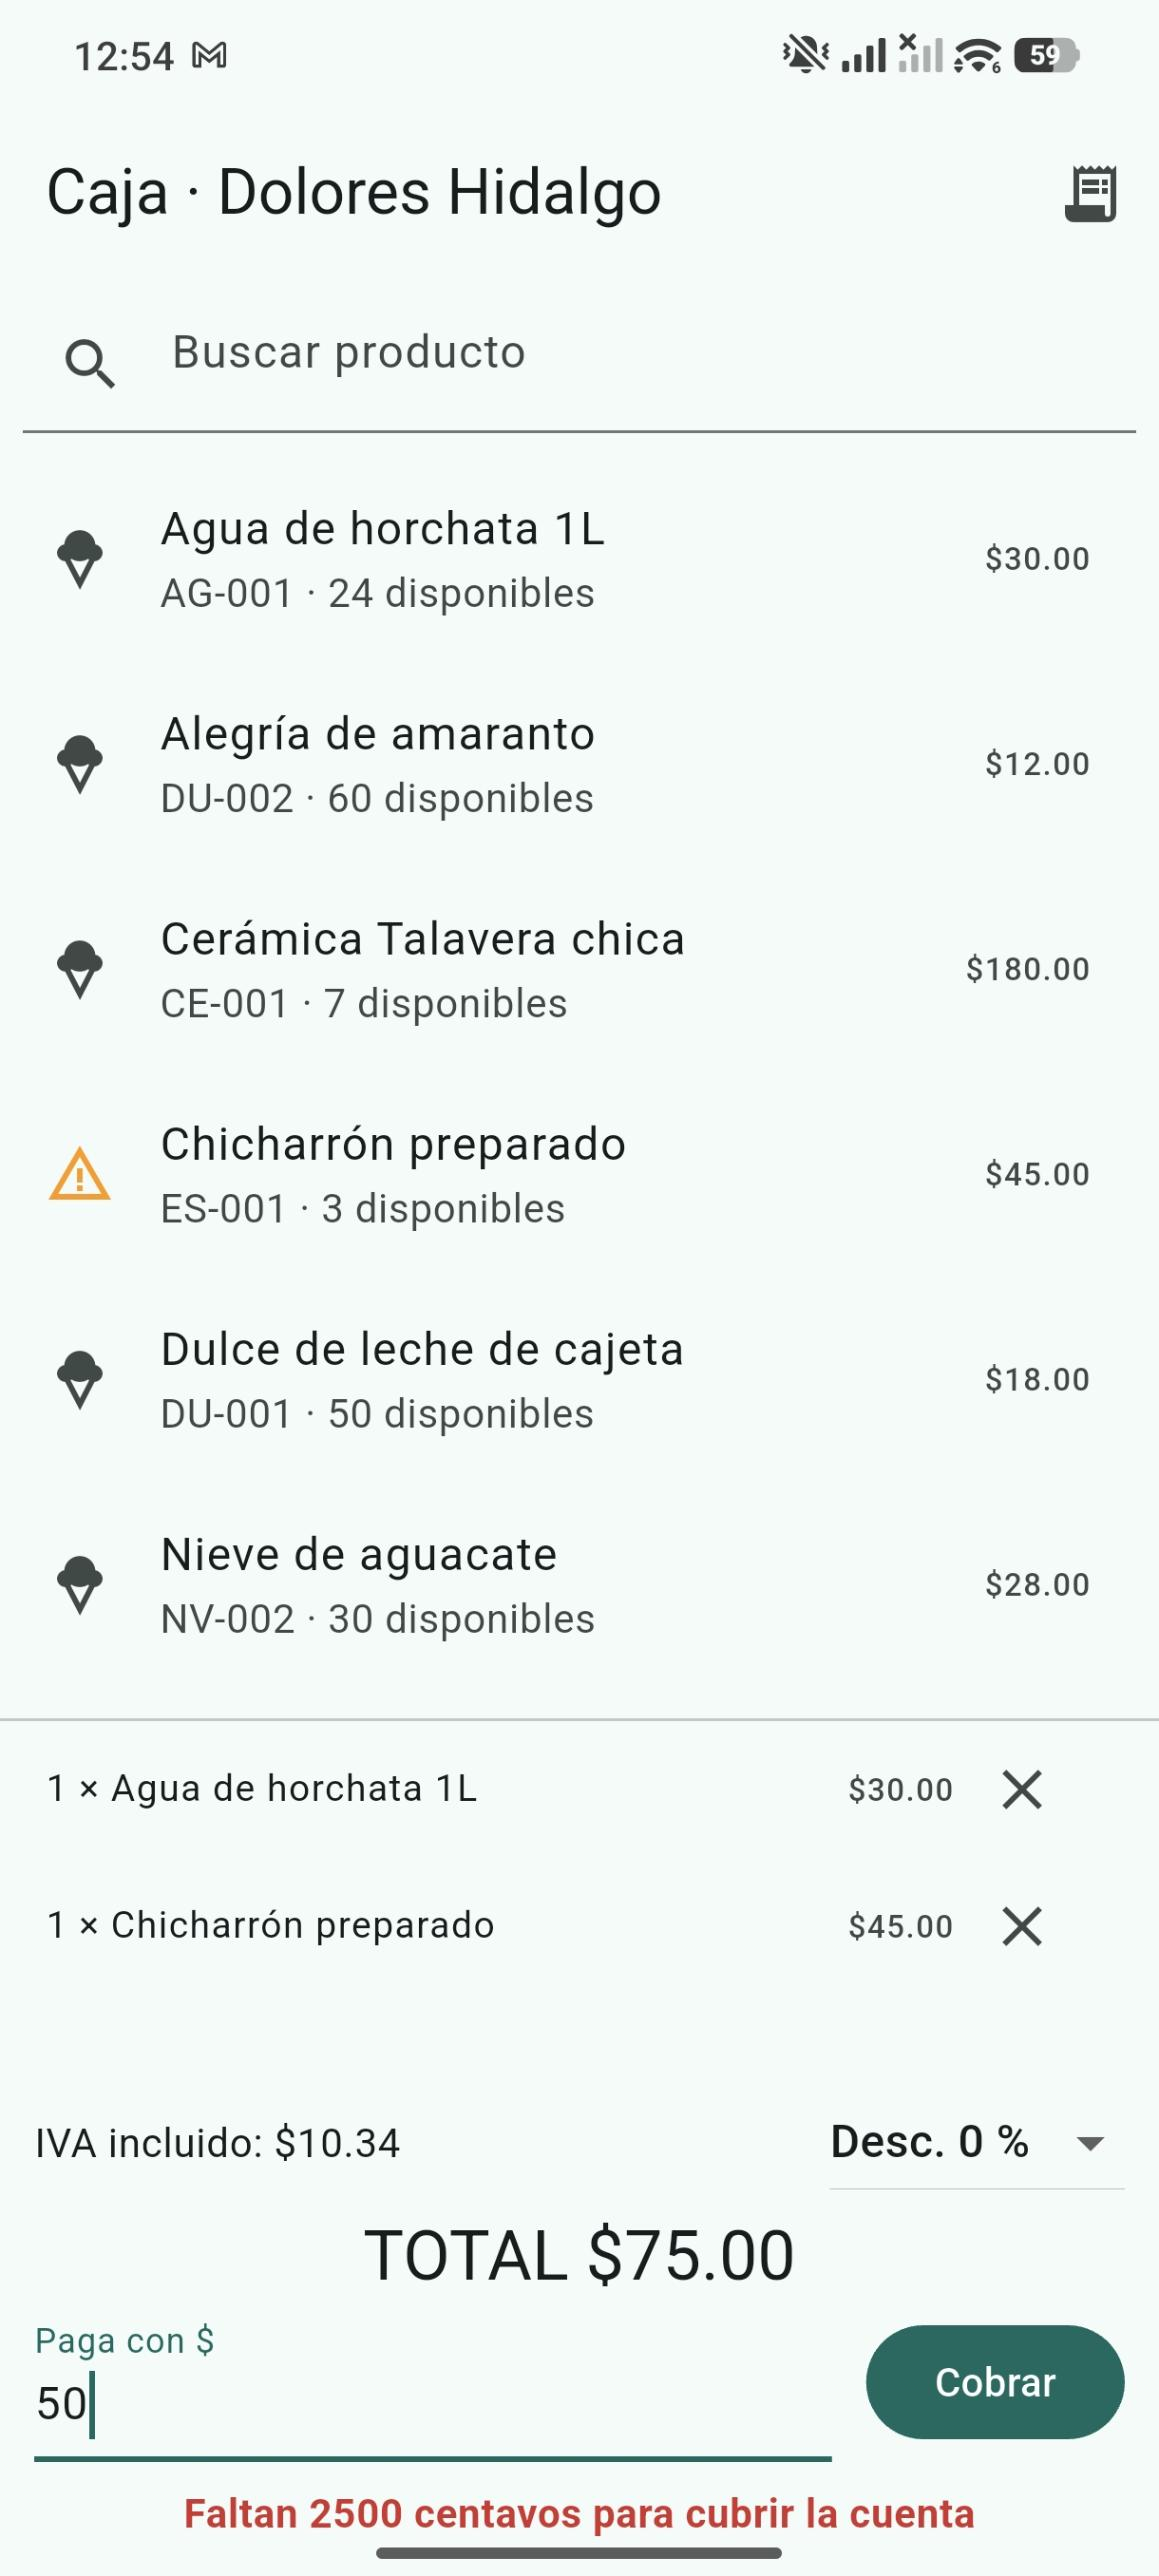 12:54
59
Caja · Dolores Hidalgo
Buscar producto
Agua de horchata 1L
$30.00
AG-001 · 24 disponibles
Alegría de amaranto
$12.00
DU-002 · 60 disponibles
Cerámica Talavera chica
$180.00
CE-001 · 7 disponibles
Chicharrón preparado
$45.00
ES-001 · 3 disponibles
Dulce de leche de cajeta
$18.00
DU-001 · 50 disponibles
Nieve de aguacate
$28.00
NV-002 · 30 disponibles
1 × Agua de horchata 1L $30.00
1 × Chicharrón preparado $45.00
IVA incluido: $10.34 Desc. 0 %
TOTAL $75.00
Paga con $
50
Cobrar
Faltan 2500 centavos para cubrir la cuenta